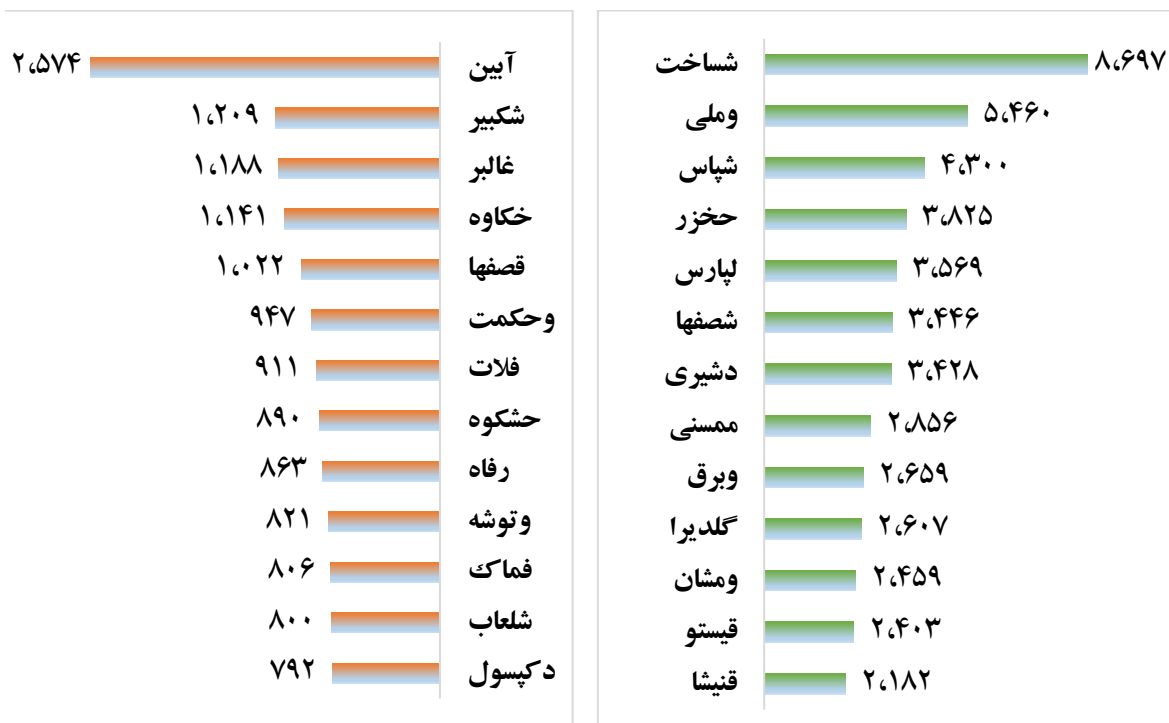 شساخت ۸،۶۹۷
وملی ۵،۴۶۰
شپاس ۴،۳۰۰
حخزر ۳،۸۲۵
لپارس ۳،۵۶۹
شصفها ۳،۴۴۶
دشیری ۳،۴۲۸
ممسنی ۲،۸۵۶
وبرق ۲،۶۵۹
گلدیرا ۲،۶۰۷
ومشان ۲،۴۵۹
قیستو ۲،۴۰۳
قنیشا ۲،۱۸۲
آبین ۲،۵۷۴
شکبیر ۱،۲۰۹
غالبر ۱،۱۸۸
خکاوه ۱،۱۴۱
قصفها ۱،۰۲۲
وحکمت ۹۴۷
فلات ۹۱۱
حشکوه ۸۹۰
رفاه ۸۶۳
وتوشه ۸۲۱
فماک ۸۰۶
شلعاب ۸۰۰
دکپسول ۷۹۲